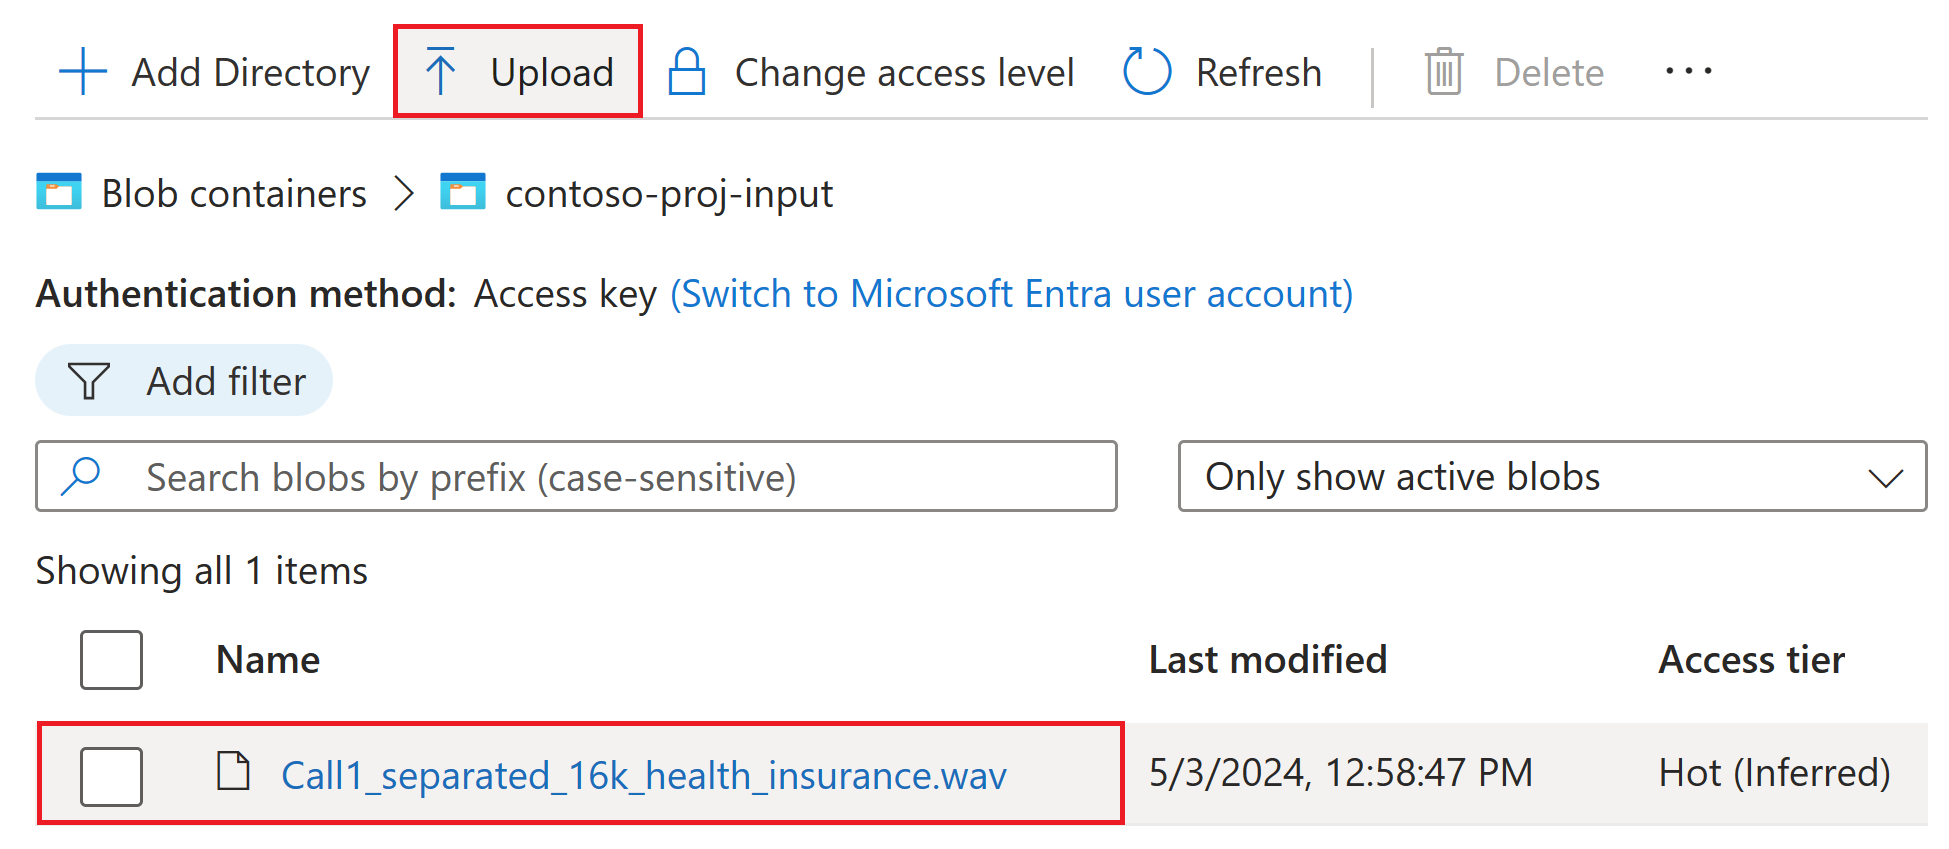 Add Directory Upload Change access level Refresh Delete ...
Blob containers > contoso-proj-input
Authentication method: Access key (Switch to Microsoft Entra user account)
Add filter
Search blobs by prefix (case-sensitive) Only show active blobs
Showing all 1 items
Name Last modified Access tier
Call1_separated_16k_health_insurance.wav 5/3/2024, 12:58:47 PM Hot (Inferred)